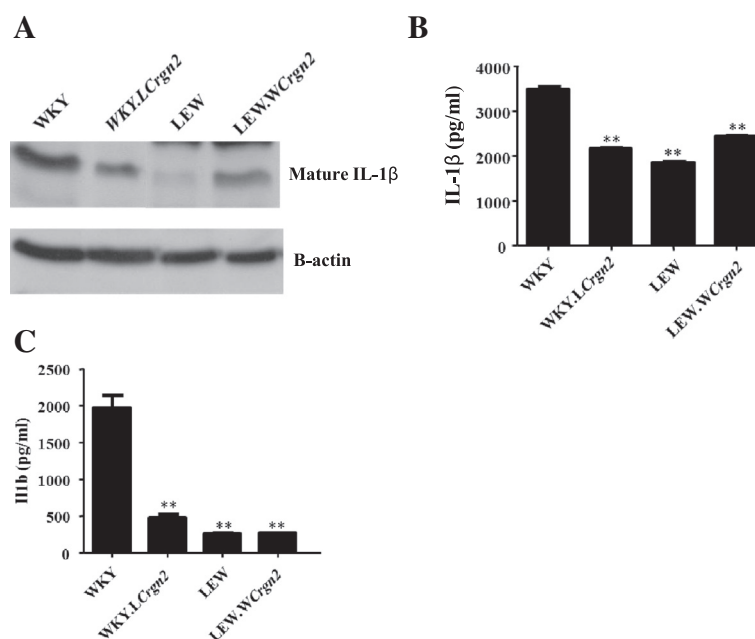 A
WKY
WKY.LCrgn2
LEW
LEW.WCrgn2
Mature IL-1β
B-actin
B
IL-1β (pg/ml)
4000
3000
2000
1000
0
**
**
**
WKY
WKY.LCrgn2
LEW
LEW.WCrgn2
C
Il1b (pg/ml)
2500
2000
1500
1000
500
0
**
**
**
WKY
WKY.LCrgn2
LEW
LEW.WCrgn2